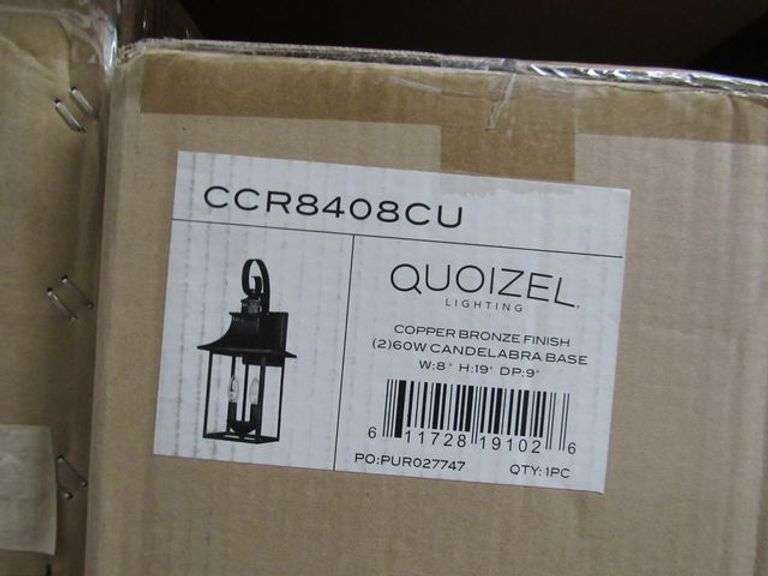 CCR8408CU
QUOIZEL
LIGHTING
COPPER BRONZE FINISH
(2)60W CANDELABRA BASE
W:8" H:19" DP:9"
6 11728 19102 6
PO:PUR027747 QTY:1PC